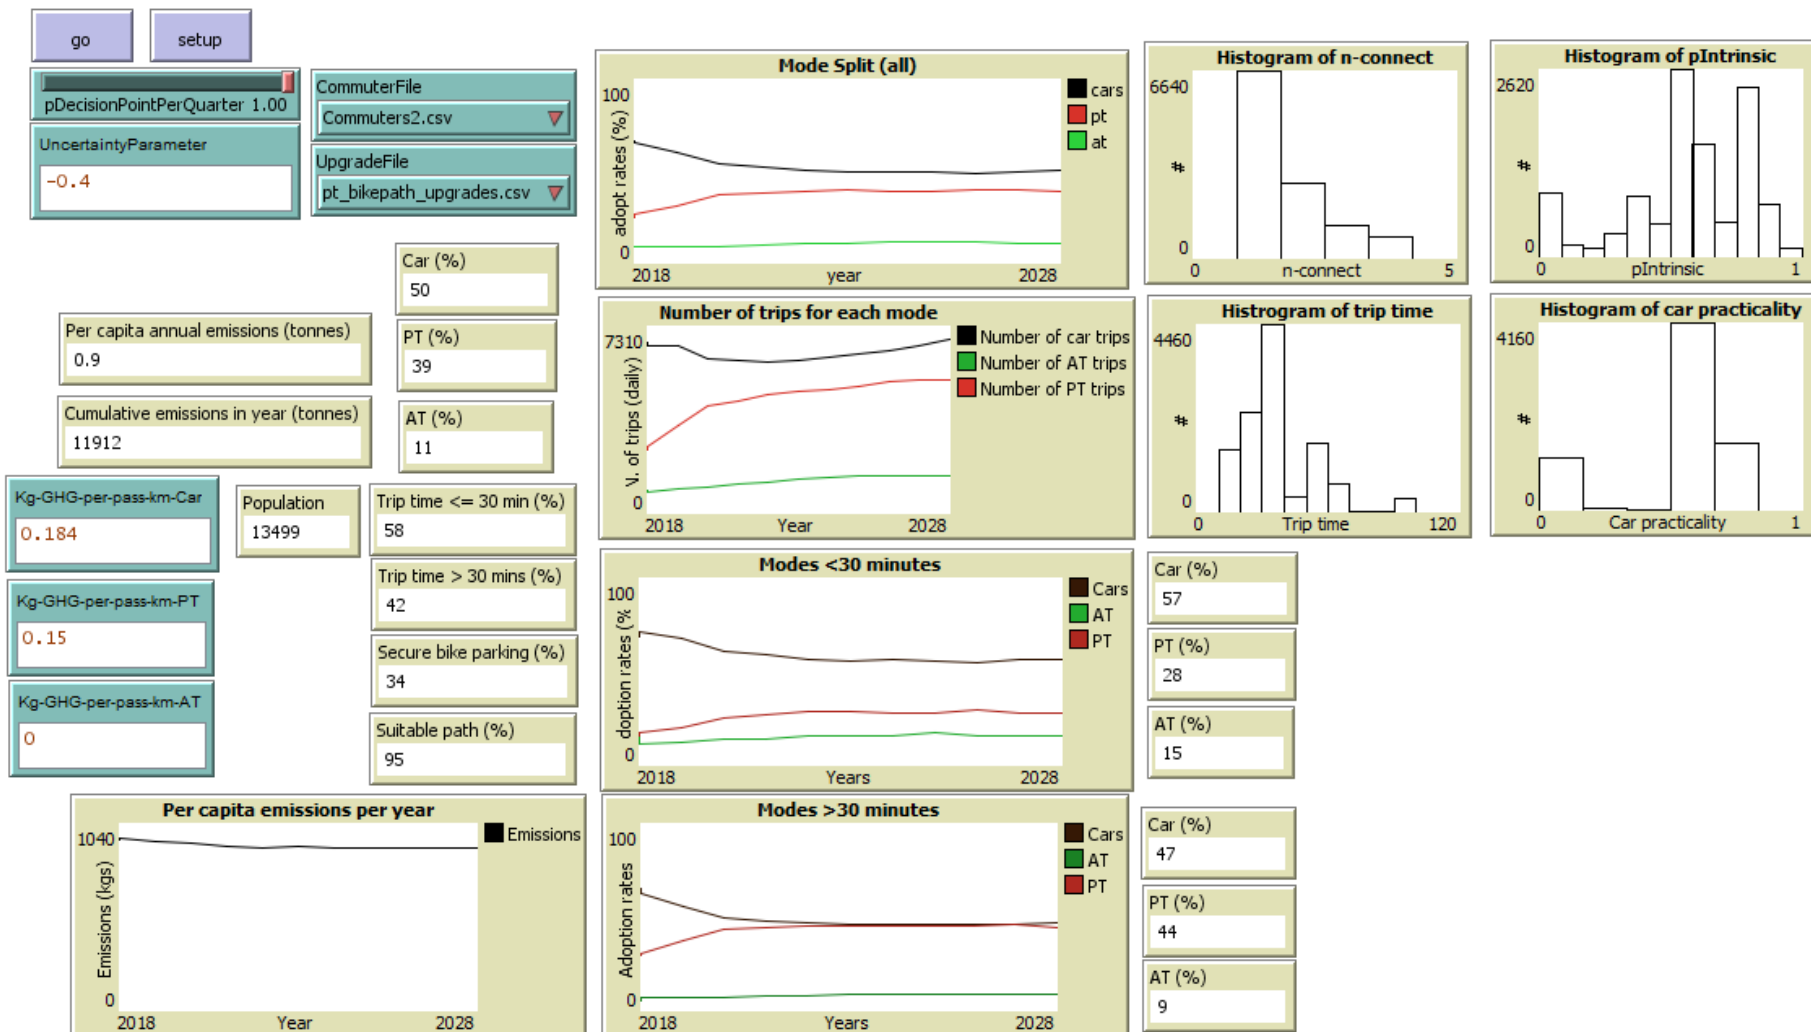 go
setup
pDecisionPointPerQuarter 1.00
UncertaintyParameter
-0.4
CommuterFile
Commuters2.csv
UpgradeFile
pt_bikepath_upgrades.csv
Car (%)
50
Per capita annual emissions (tonnes)
0.9
PT (%)
39
Cumulative emissions in year (tonnes)
11912
AT (%)
11
Kg-GHG-per-pass-km-Car
0.184
Population
13499
Trip time <= 30 min (%)
58
Trip time > 30 mins (%)
42
Kg-GHG-per-pass-km-PT
0.15
Secure bike parking (%)
34
Kg-GHG-per-pass-km-AT
0
Suitable path (%)
95
Per capita emissions per year
1040
Emissions (kgs)
0
2018
Year
2028
Emissions
Mode Split (all)
100
adopt rates (%)
0
2018
year
2028
cars
pt
at
Number of trips for each mode
7310
N. of trips (daily)
0
2018
Year
2028
Number of car trips
Number of AT trips
Number of PT trips
Modes <30 minutes
100
doption rates (%
0
2018
Years
2028
Cars
AT
PT
Modes >30 minutes
100
Adoption rates
0
2018
Years
2028
Cars
AT
PT
Histogram of n-connect
6640
#
0
0
n-connect
5
Histogram of pIntrinsic
2620
#
0
0
pIntrinsic
1
Histrogram of trip time
4460
#
0
0
Trip time
120
Histogram of car practicality
4160
#
0
0
Car practicality
1
Car (%)
57
PT (%)
28
AT (%)
15
Car (%)
47
PT (%)
44
AT (%)
9